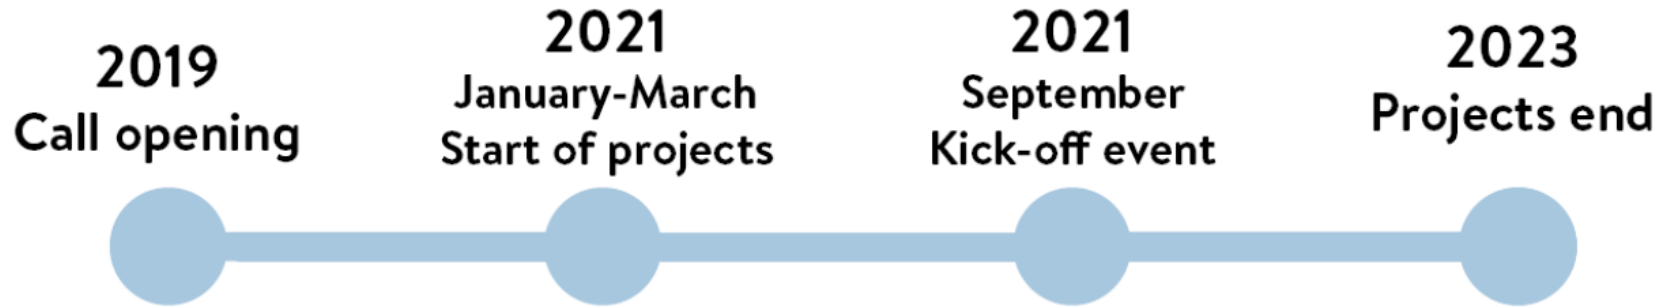 2019
Call opening
2021
January-March
Start of projects
2021
September
Kick-off event
2023
Projects end